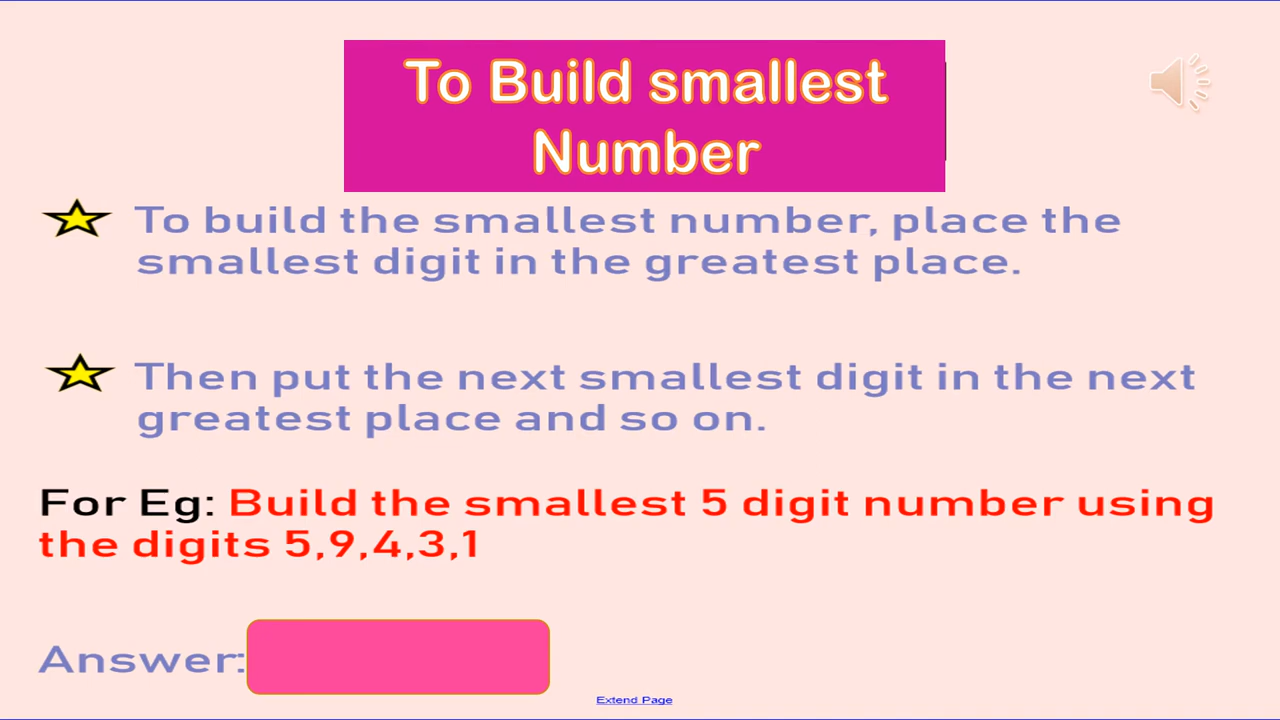 To Build smallest
Number
To build the smallest number, place the
smallest digit in the greatest place.
Then put the next smallest digit in the next
greatest place and so on.
For Eg: Build the smallest 5 digit number using
the digits 5,9,4,3,1
Answer:
Extend Page